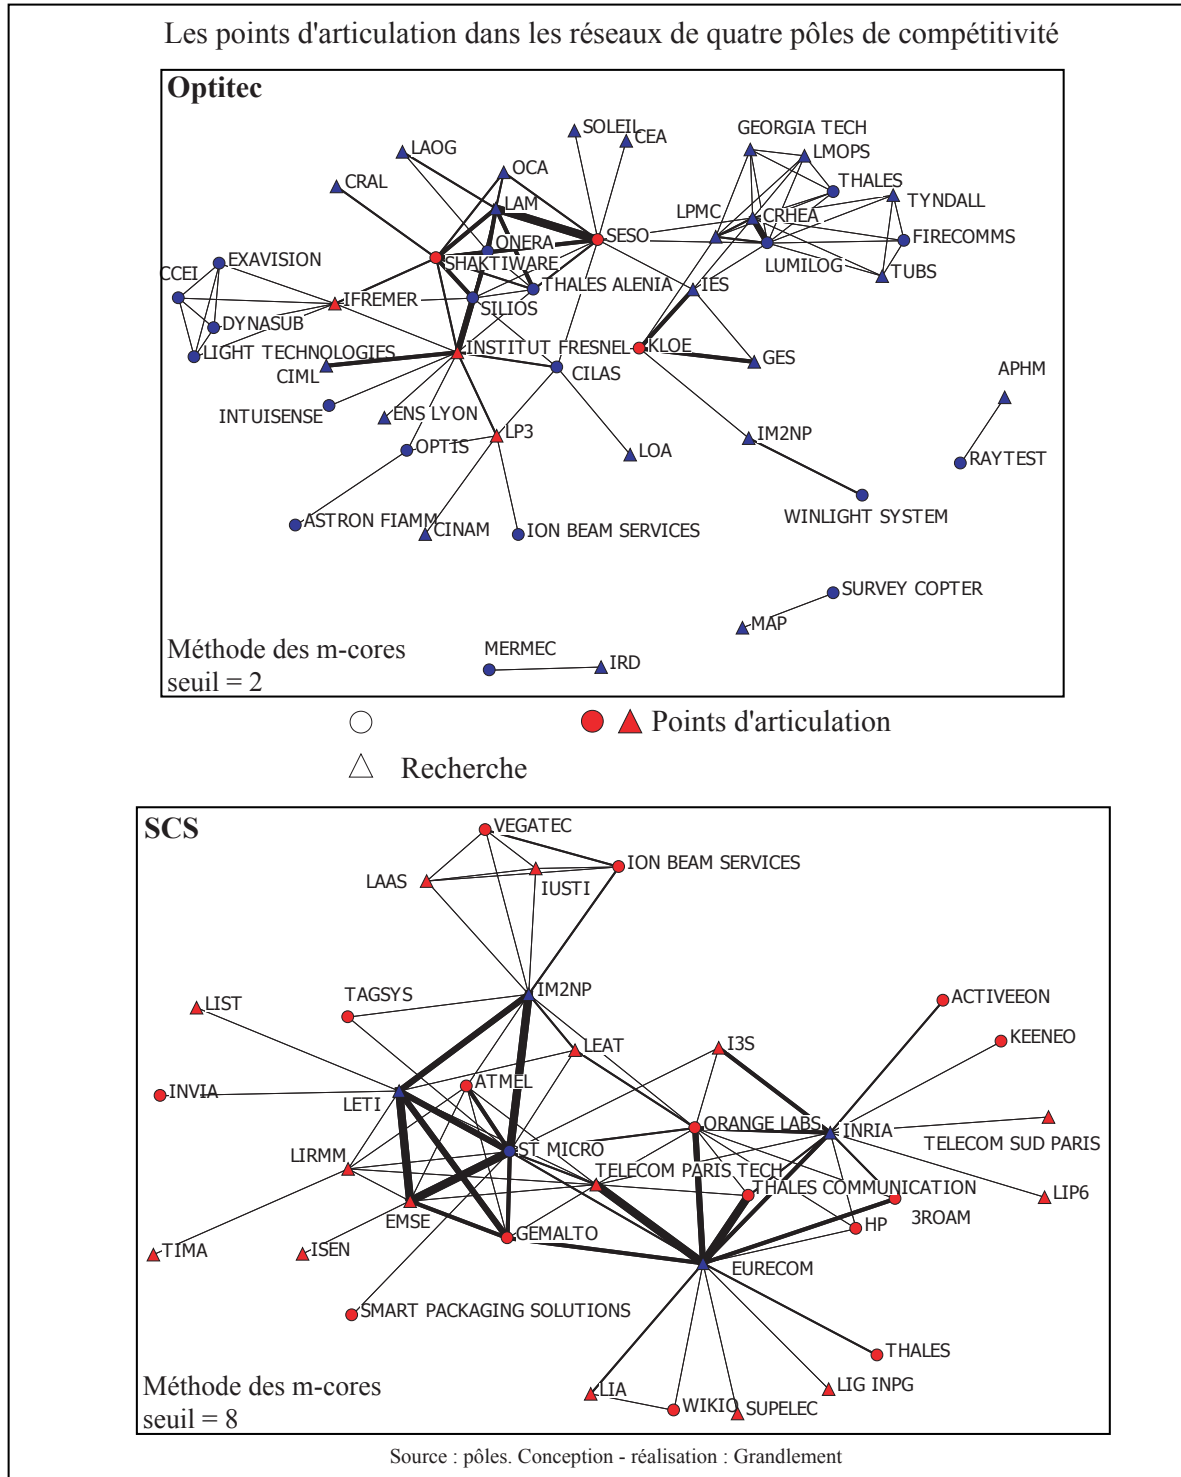 Les points d'articulation dans les réseaux de quatre pôles de compétitivité
Optitec
SOLEIL
CEA
GEORGIA TECH
LMOPS
LAOG
OCA
CRAL
THALES
TYNDALL
LAM
LPMC
CRHEA
SESO
FIRECOMMS
ONERA
SHAKTIWARE
LUMILOG
EXAVISION
CCEI
TUBS
THALES ALENIA
IES
IFREMER
SILIOS
DYNASUB
INSTITUT FRESNEL
KLOE
LIGHT TECHNOLOGIES
GES
CIML
CILAS
APHM
INTUISENSE
ENS LYON
LP3
IM2NP
OPTIS
LOA
RAYTEST
WINLIGHT SYSTEM
ASTRON FIAMM
CINAM
ION BEAM SERVICES
SURVEY COPTER
MAP
MERMEC
IRD
Méthode des m-cores
seuil = 2
Points d'articulation
Recherche
SCS
VEGATEC
ION BEAM SERVICES
LAAS
IUSTI
IM2NP
TAGSYS
LIST
ACTIVEEON
KEENEO
LEAT
I3S
ATMEL
INVIA
LETI
ORANGE LABS
INRIA
TELECOM SUD PARIS
ST MICRO
LIRMM
TELECOM PARIS TECH
THALES COMMUNICATION
LIP6
3ROAM
EMSE
HP
GEMALTO
TIMA
ISEN
EURECOM
SMART PACKAGING SOLUTIONS
THALES
LIA
LIG INPG
WIKIO
SUPELEC
Méthode des m-cores
seuil = 8
Source : pôles. Conception - réalisation : Grandlement